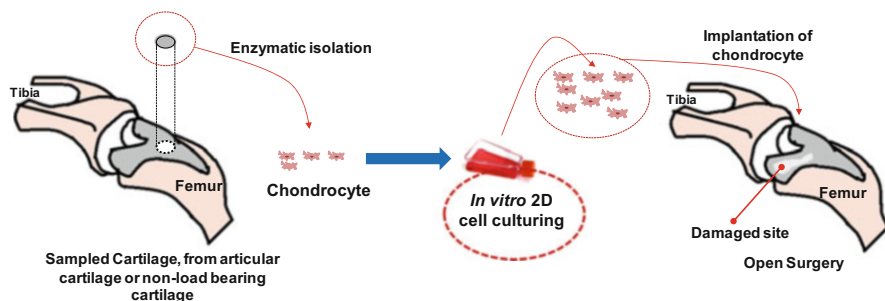 Enzymatic isolation
Tibia
Femur
Sampled Cartilage, from articular
cartilage or non-load bearing
cartilage
Chondrocyte
In vitro 2D
cell culturing
Implantation of
chondrocyte
Tibia
Femur
Damaged site
Open Surgery